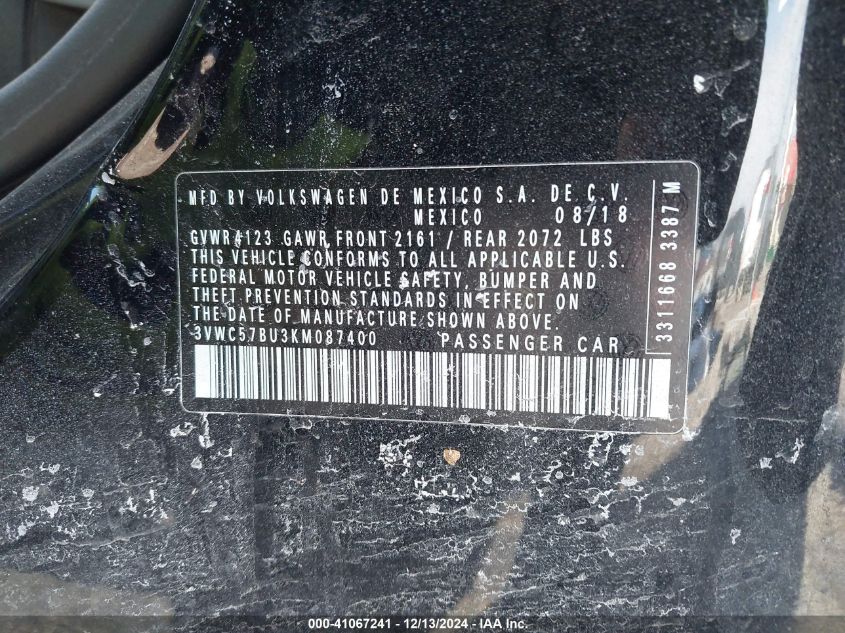 MFD BY VOLKSWAGEN DE MEXICO S.A. DE C.V.
MEXICO 08/18
GVWR 4123 GAWR FRONT 2161 / REAR 2072 LBS
THIS VEHICLE CONFORMS TO ALL APPLICABLE U.S.
FEDERAL MOTOR VEHICLE SAFETY, BUMPER AND
THEFT PREVENTION STANDARDS IN EFFECT ON
THE DATE OF MANUFACTURE SHOWN ABOVE.
3VWC57BU3KM087400 PASSENGER CAR
3311668 3387 M
000-41067241 - 12/13/2024 - IAA Inc.